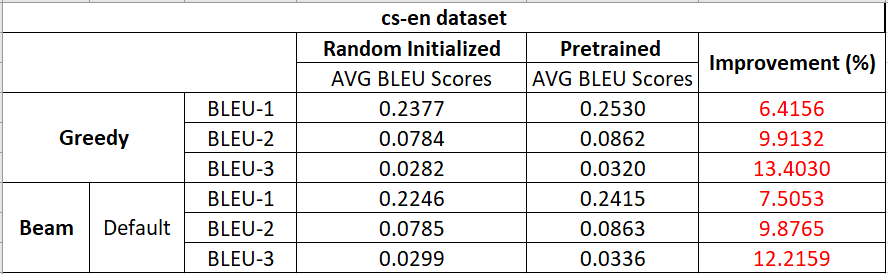 cs-en dataset
Random Initialized Pretrained Improvement (%)
AVG BLEU Scores AVG BLEU Scores
Greedy BLEU-1 0.2377 0.2530 6.4156
BLEU-2 0.0784 0.0862 9.9132
BLEU-3 0.0282 0.0320 13.4030
Beam Default BLEU-1 0.2246 0.2415 7.5053
BLEU-2 0.0785 0.0863 9.8765
BLEU-3 0.0299 0.0336 12.2159